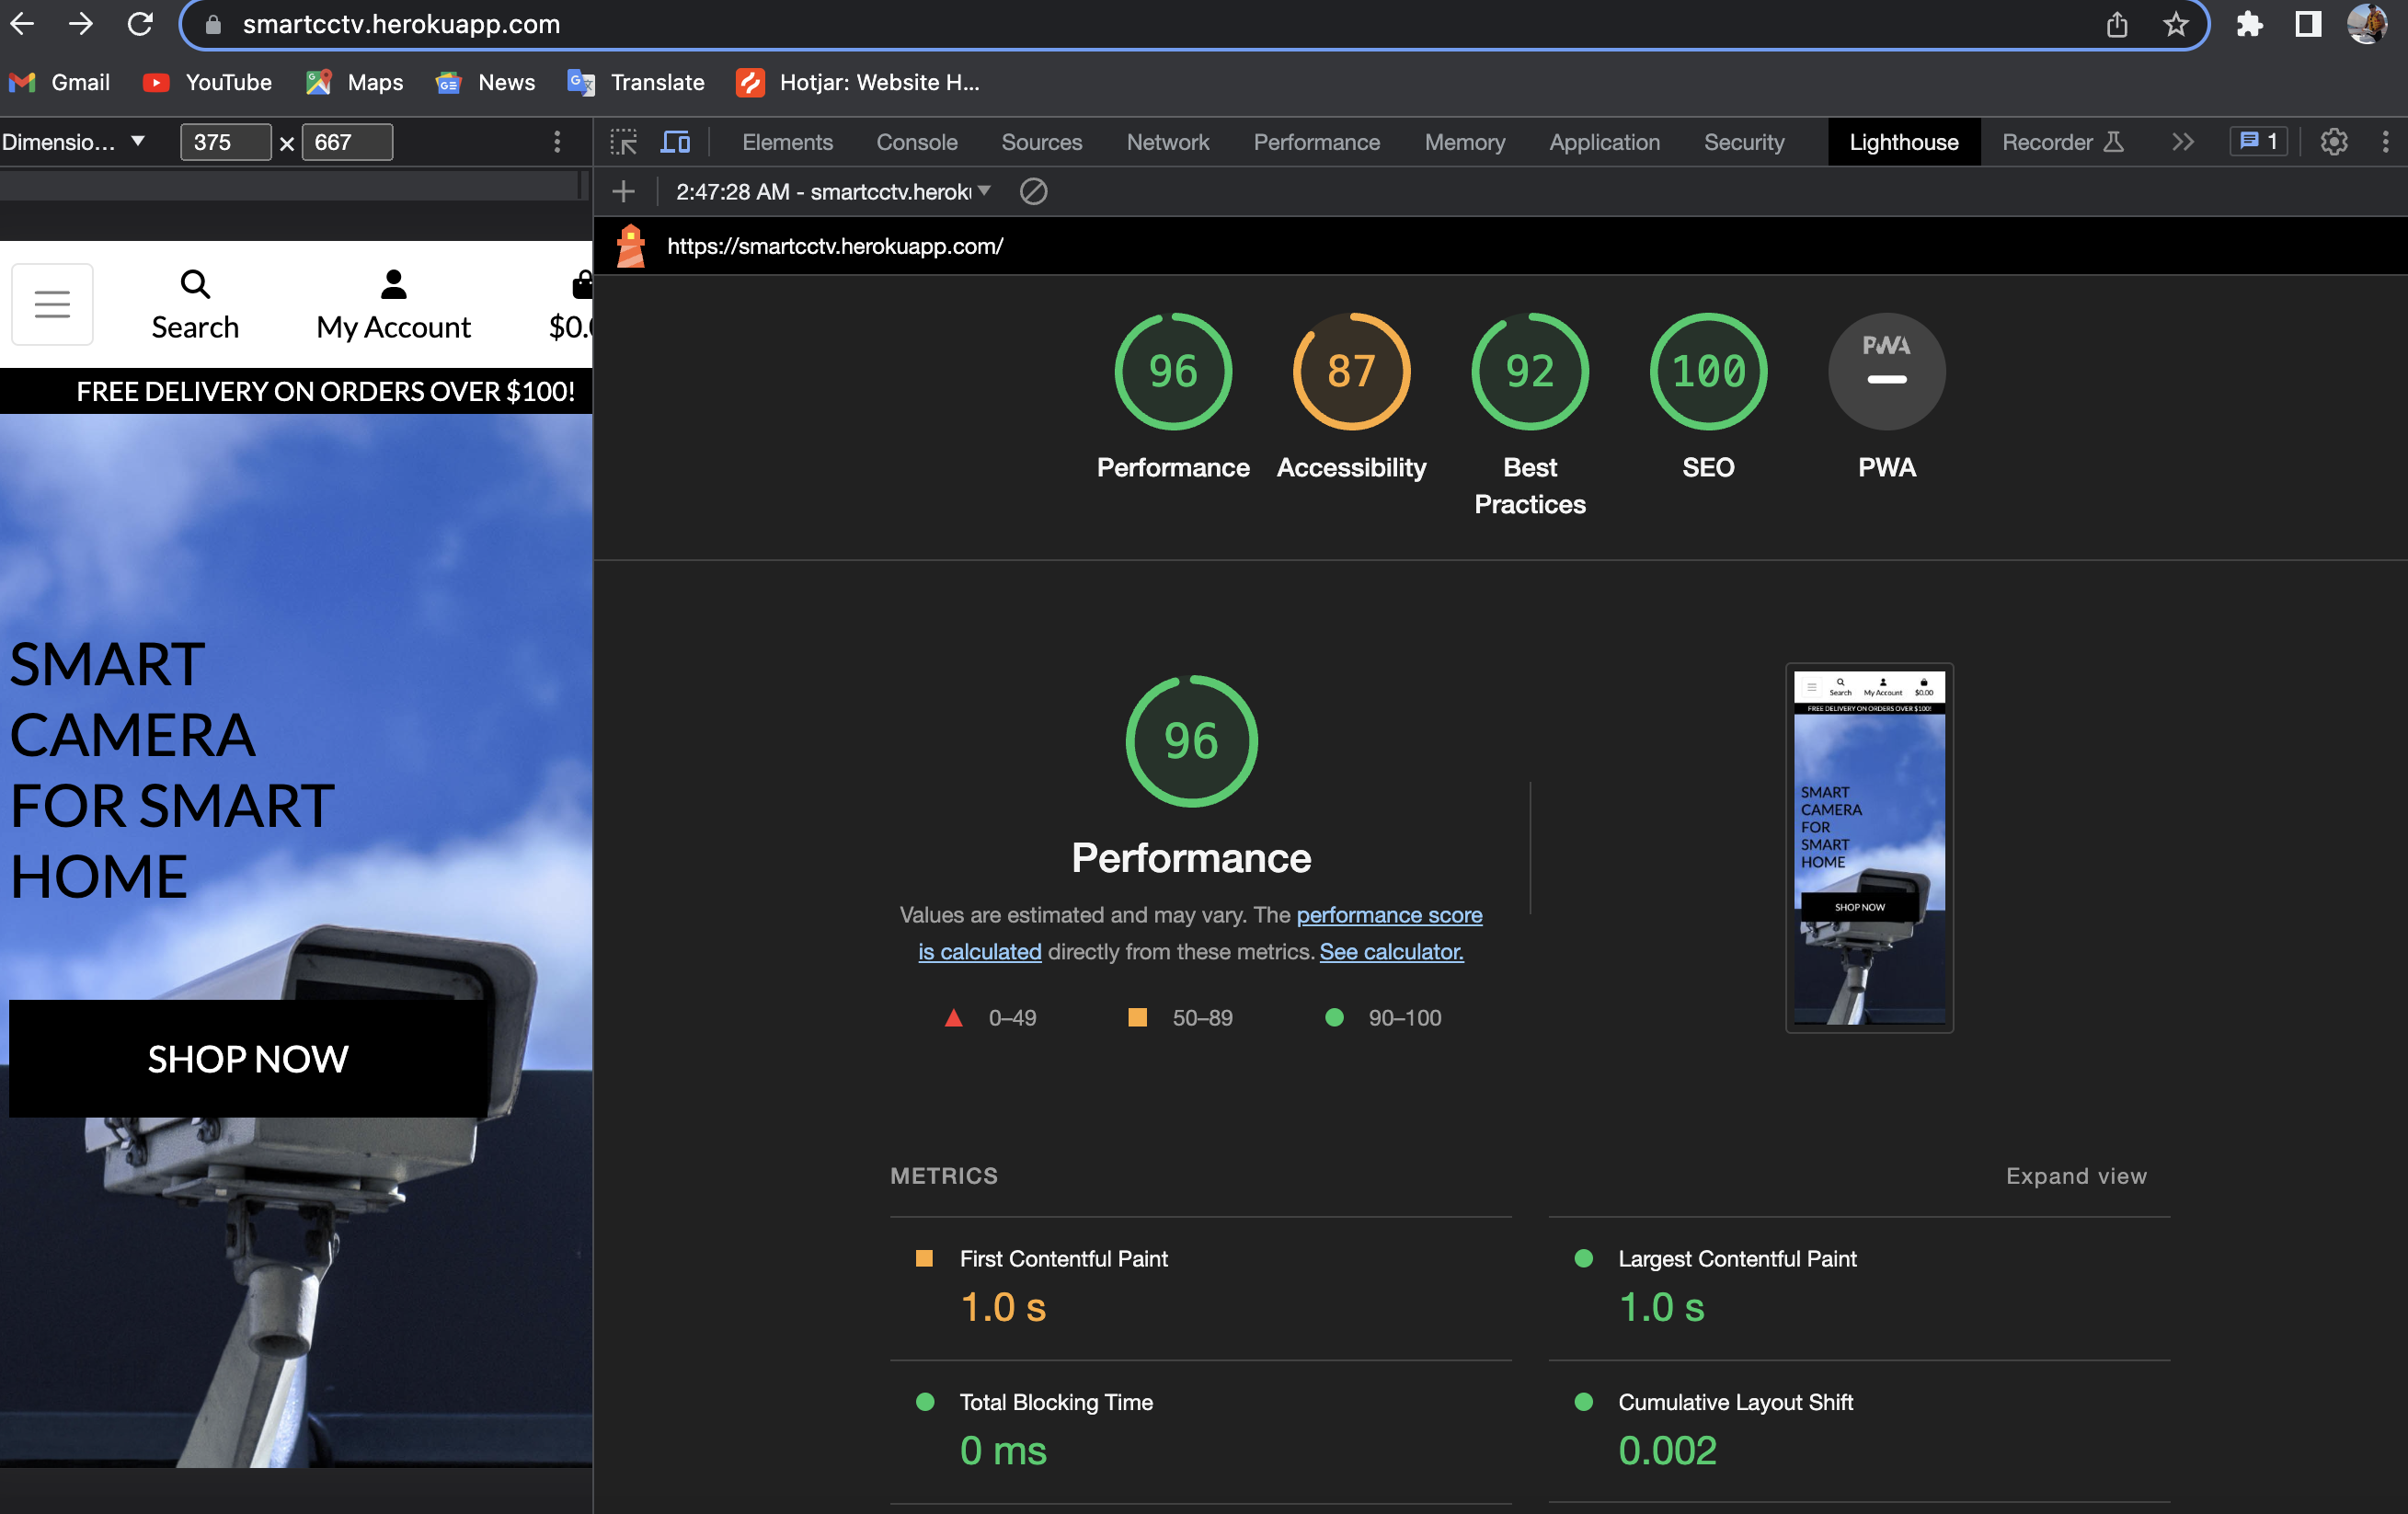 smartcctv.herokuapp.com
Gmail YouTube Maps News Translate Hotjar: Website H...
Dimensio... 375 × 667
Elements Console Sources Network Performance Memory Application Security Lighthouse Recorder 1
2:47:28 AM - smartcctv.heroku
https://smartcctv.herokuapp.com/
Search My Account $0.
FREE DELIVERY ON ORDERS OVER $100!
SMART
CAMERA
FOR SMART
HOME
SHOP NOW
96 87 92 100 PWA
Performance Accessibility Best Practices SEO PWA
96
Performance
Values are estimated and may vary. The performance score
is calculated directly from these metrics. See calculator.
0–49 50–89 90–100
Search My Account $0.00
FREE DELIVERY ON ORDERS OVER $100!
SMART
CAMERA
FOR
SMART
HOME
SHOP NOW
METRICS Expand view
First Contentful Paint
1.0 s
Largest Contentful Paint
1.0 s
Total Blocking Time
0 ms
Cumulative Layout Shift
0.002